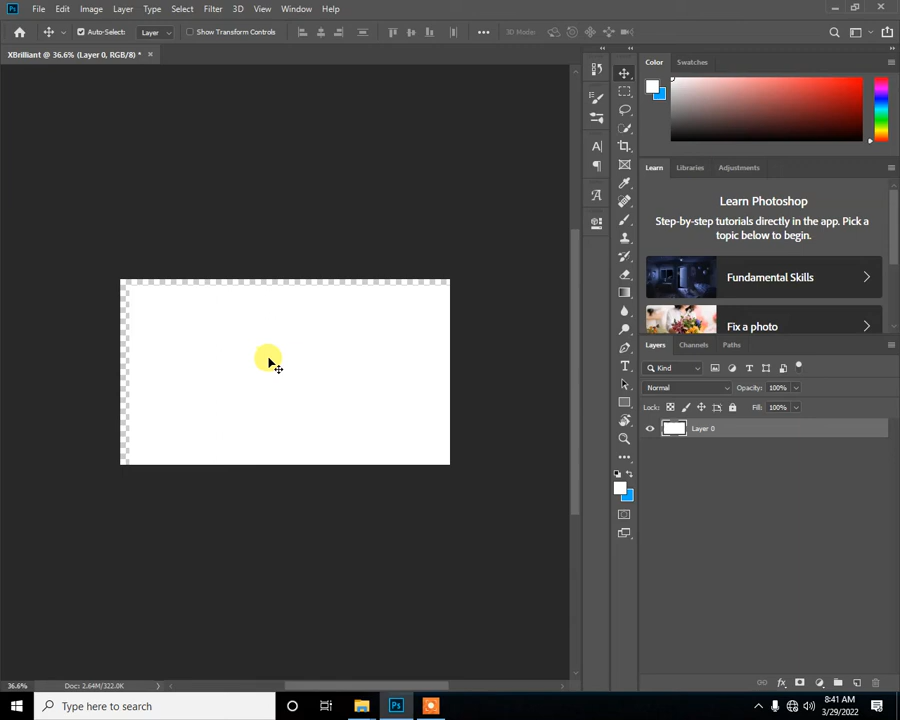 Ps File Edit Image Layer Type Select Filter 3D View Window Help
Auto-Select: Layer Show Transform Controls 3D Mode:
XBrilliant @ 36.6% (Layer 0, RGB/8) *
Color Swatches
Learn Libraries Adjustments
Learn Photoshop
Step-by-step tutorials directly in the app. Pick a
topic below to begin.
Fundamental Skills
Fix a photo
Layers Channels Paths
Kind
Normal Opacity: 100%
Lock: Fill: 100%
Layer 0
36.6% Doc: 2.64M/322.0K
Type here to search
Ps
8:41 AM
3/29/2022